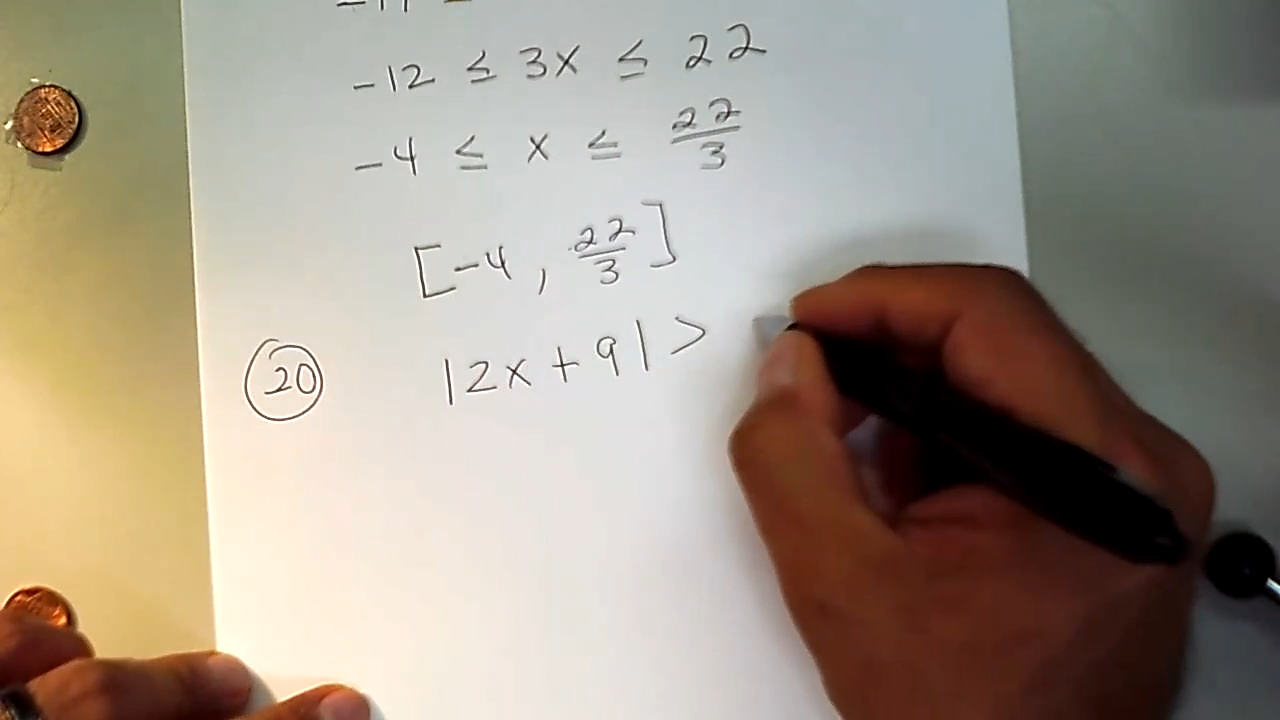 -12 ≤ 3x ≤ 22
-4 ≤ x ≤ 22/3
[-4, 22/3]
20 |2x+9| >